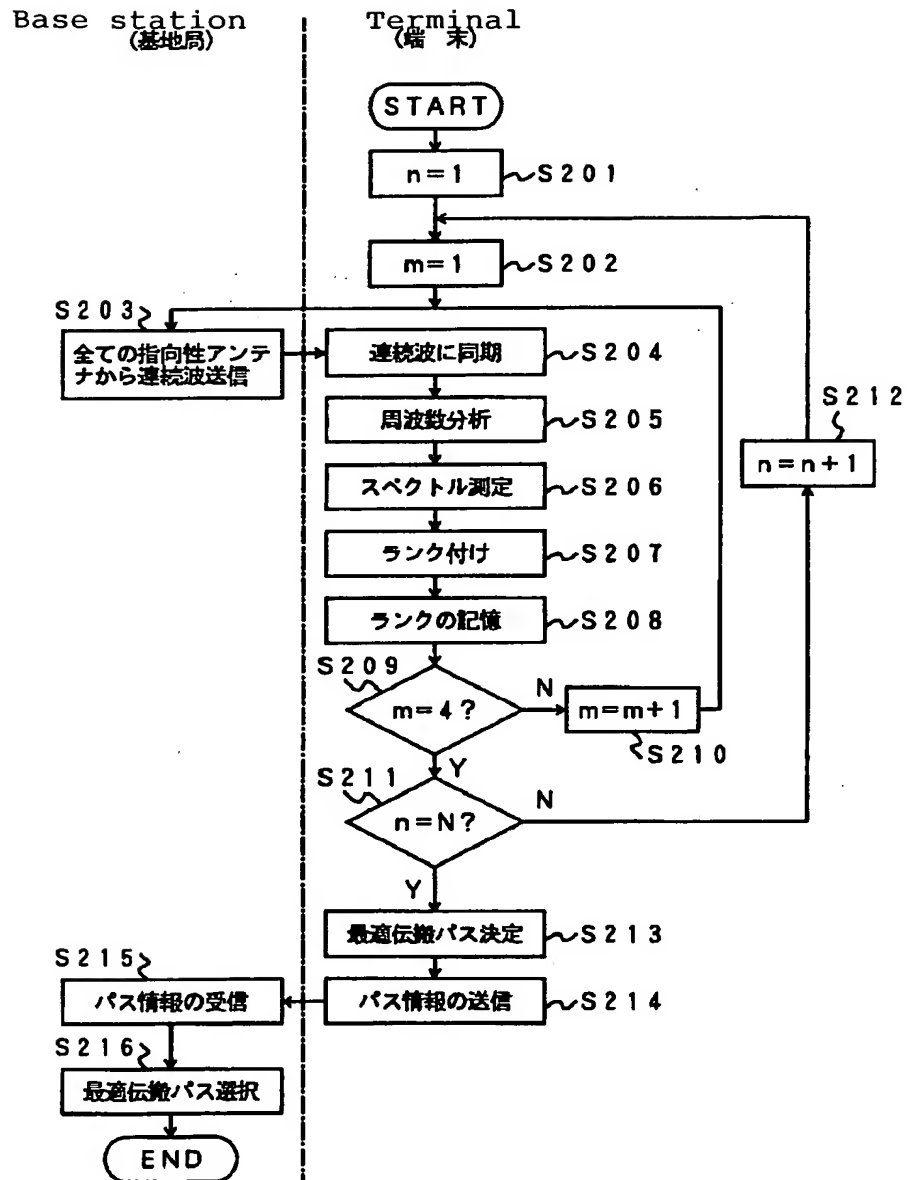 Base station
(基地局)
Terminal
(端 末)
START
n=1
S201
m=1
S202
S203
全ての指向性アンテ
ナから連続波送信
連続波に同期
S204
周波数分析
S205
スペクトル測定
S206
ランク付け
S207
ランクの記憶
S208
S209
m=4?
N
m=m+1
S210
Y
S211
n=N?
N
S212
n=n+1
Y
最適伝搬パス決定
S213
S215
パス情報の受信
パス情報の送信
S214
S216
最適伝搬パス選択
END